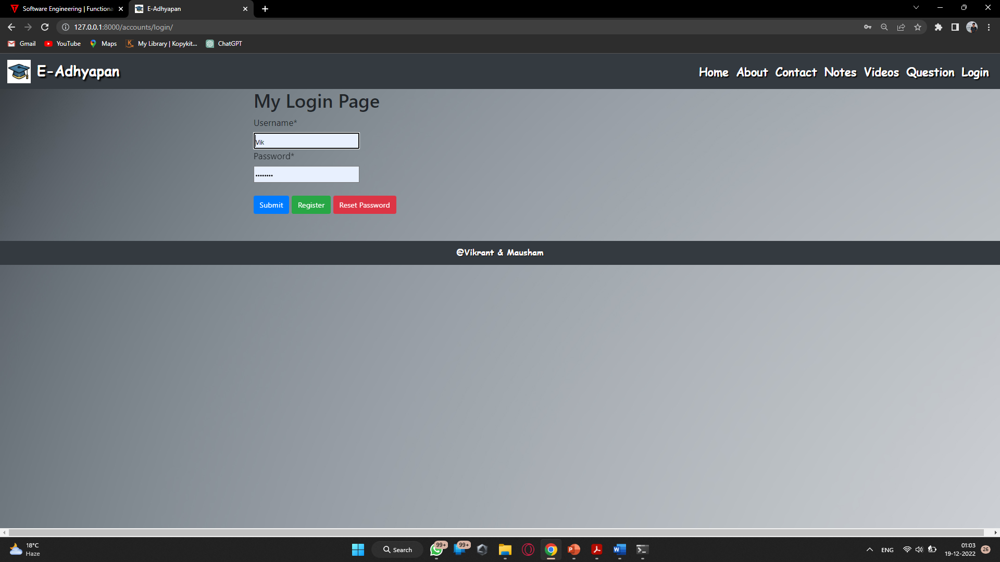 Software Engineering | Functiona
E-Adhyapan
127.0.0.1:8000/accounts/login/
Gmail
YouTube
Maps
My Library | Kopykit...
ChatGPT
E-Adhyapan
Home About Contact Notes Videos Question Login
My Login Page
Username*
Vik
Password*
••••••••
Submit
Register
Reset Password
@Vikrant & Mausham
18°C
Haze
Search
99+
99+
ENG
01:03
19-12-2022
26